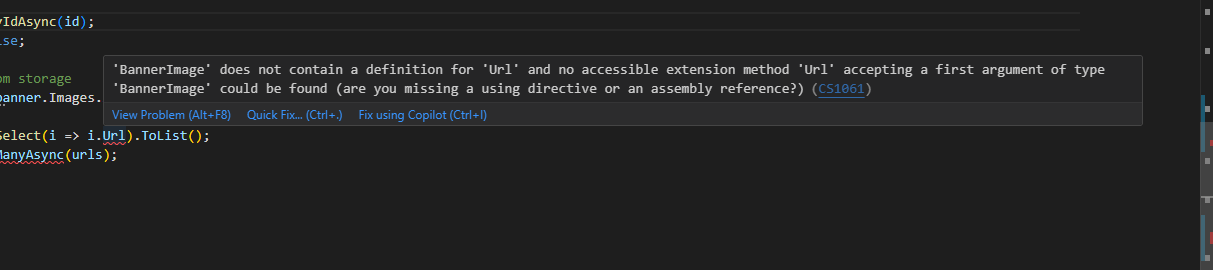 yIdAsync(id);
lse;
om storage
'BannerImage' does not contain a definition for 'Url' and no accessible extension method 'Url' accepting a first argument of type
'BannerImage' could be found (are you missing a using directive or an assembly reference?) (CS1061)
banner.Images.
View Problem (Alt+F8) Quick Fix... (Ctrl+.) Fix using Copilot (Ctrl+I)
Select(i => i.Url).ToList();
ManyAsync(urls);